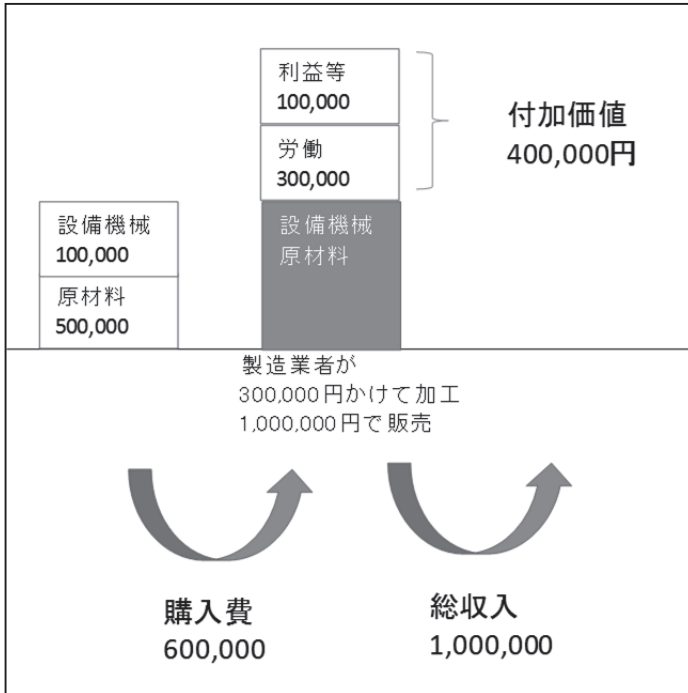 利益等
100,000
労働
300,000
付加価値
400,000円
設備機械
100,000
原材料
500,000
設備機械
原材料
製造業者が
300,000円かけて加工
1,000,000円で販売
購入費
600,000
総収入
1,000,000